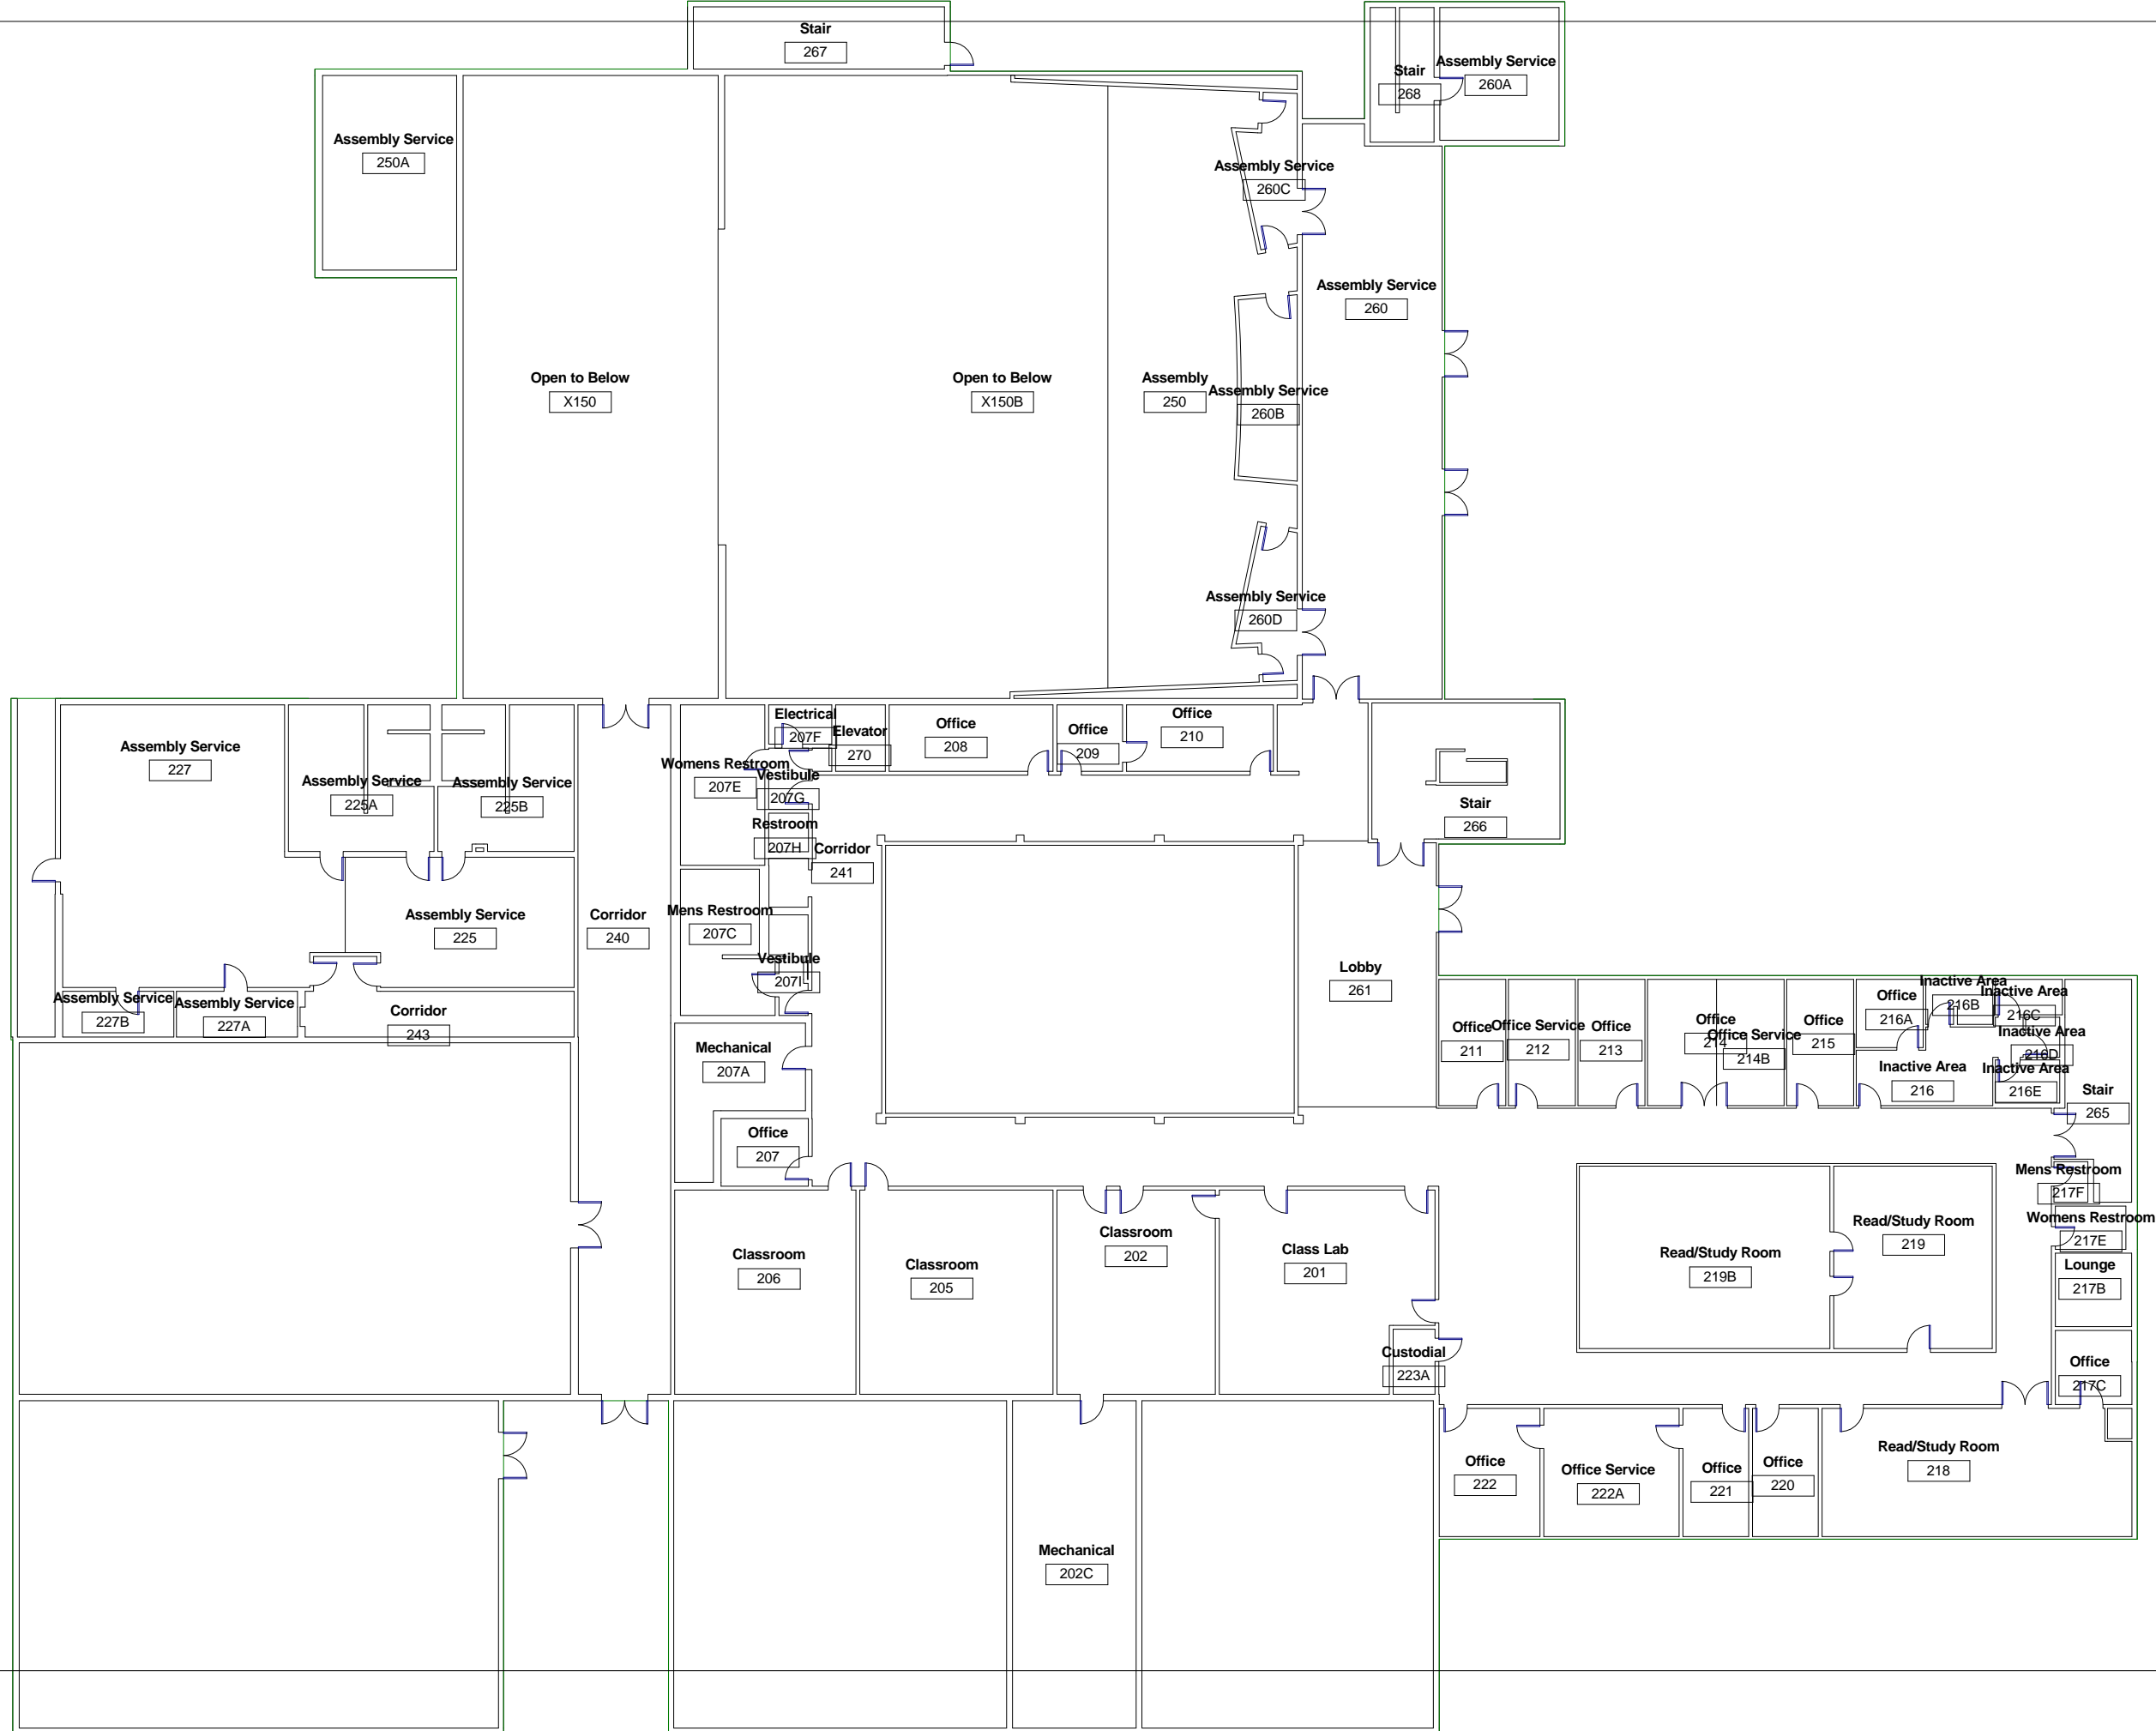 Stair
267
Stair
268
Assembly Service
260A
Assembly Service
250A
Assembly Service
260C
Assembly Service
260
Open to Below
X150
Open to Below
X150B
Assembly
250
Assembly Service
260B
Assembly Service
260D
Assembly Service
227
Assembly Service
225A
Assembly Service
225B
Womens Restroom
207E
Electrical
207F
Elevator
270
Office
208
Office
209
Office
210
Vestibule
207G
Restroom
207H
Corridor
241
Stair
266
Assembly Service
225
Corridor
240
Mens Restroom
207C
Vestibule
207I
Lobby
261
Assembly Service
227B
Assembly Service
227A
Corridor
243
Mechanical
207A
Office
207
Office
211
Office Service
212
Office
213
Office
214
Office Service
214B
Office
215
Office
216A
Inactive Area
216B
Inactive Area
216C
Inactive Area
216D
Inactive Area
216
Inactive Area
216E
Stair
265
Mens Restroom
217F
Womens Restroom
217E
Lounge
217B
Office
217C
Classroom
206
Classroom
205
Classroom
202
Class Lab
201
Custodial
223A
Read/Study Room
219B
Read/Study Room
219
Office
222
Office Service
222A
Office
221
Office
220
Read/Study Room
218
Mechanical
202C